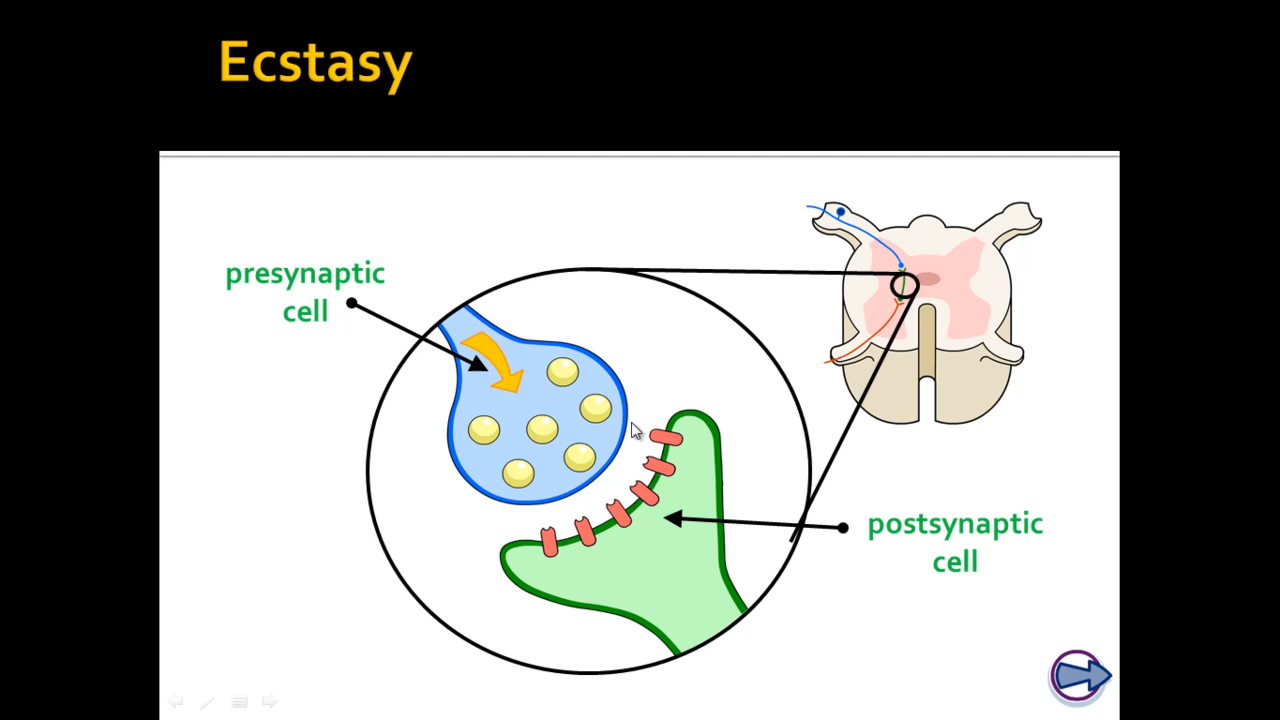 Ecstasy
presynaptic
cell
postsynaptic
cell